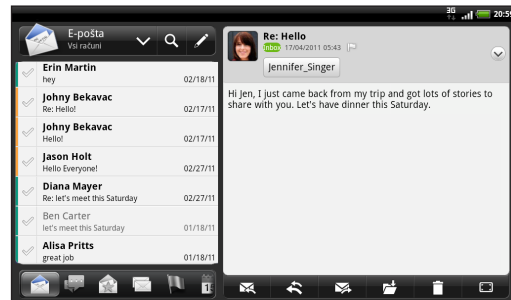 3G
20:59
E-pošta
Vsi računi
Erin Martin
hey 02/18/11
Johny Bekavac
Re: Hello! 02/17/11
Johny Bekavac
Hello! 02/17/11
Jason Holt
Hello Everyone! 02/27/11
Diana Mayer
Re: let's meet this Saturday 02/27/11
Ben Carter
let's meet this Saturday 01/18/11
Alisa Pritts
great job 01/18/11
1
Re: Hello
Inbox 17/04/2011 05:43
Jennifer_Singer
Hi Jen, I just came back from my trip and got lots of stories to
share with you. Let's have dinner this Saturday.